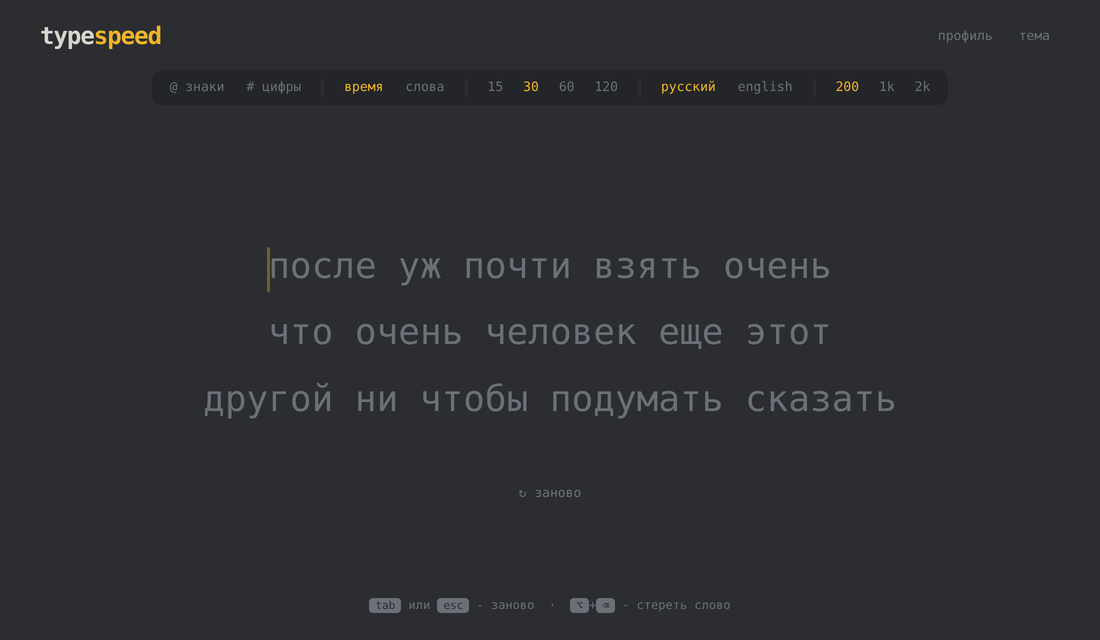 typespeed
профиль тема
@ знаки # цифры | время слова | 15 30 60 120 | русский english | 200 1k 2k
после уж почти взять очень
что очень человек еще этот
другой ни чтобы подумать сказать
↻ заново
tab или esc - заново · ⌥+⌫ - стереть слово